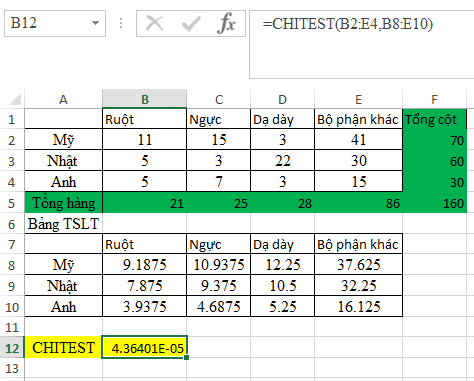 B12 =CHITEST(B2:E4,B8:E10)
A B C D E F
1 Ruột Ngực Dạ dày Bộ phận khác Tổng cột
2 Mỹ 11 15 3 41 70
3 Nhật 5 3 22 30 60
4 Anh 5 7 3 15 30
5 Tổng hàng 21 25 28 86 160
6 Bảng TSLT
7 Ruột Ngực Dạ dày Bộ phận khác
8 Mỹ 9.1875 10.9375 12.25 37.625
9 Nhật 7.875 9.375 10.5 32.25
10 Anh 3.9375 4.6875 5.25 16.125
11
12 CHITEST 4.36401E-05
13